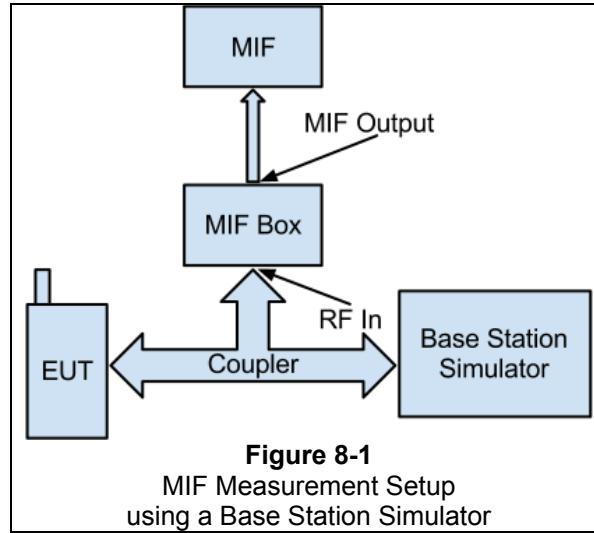 MIF
MIF Output
MIF Box
RF In
EUT
Coupler
Base Station
Simulator
Figure 8-1
MIF Measurement Setup
using a Base Station Simulator